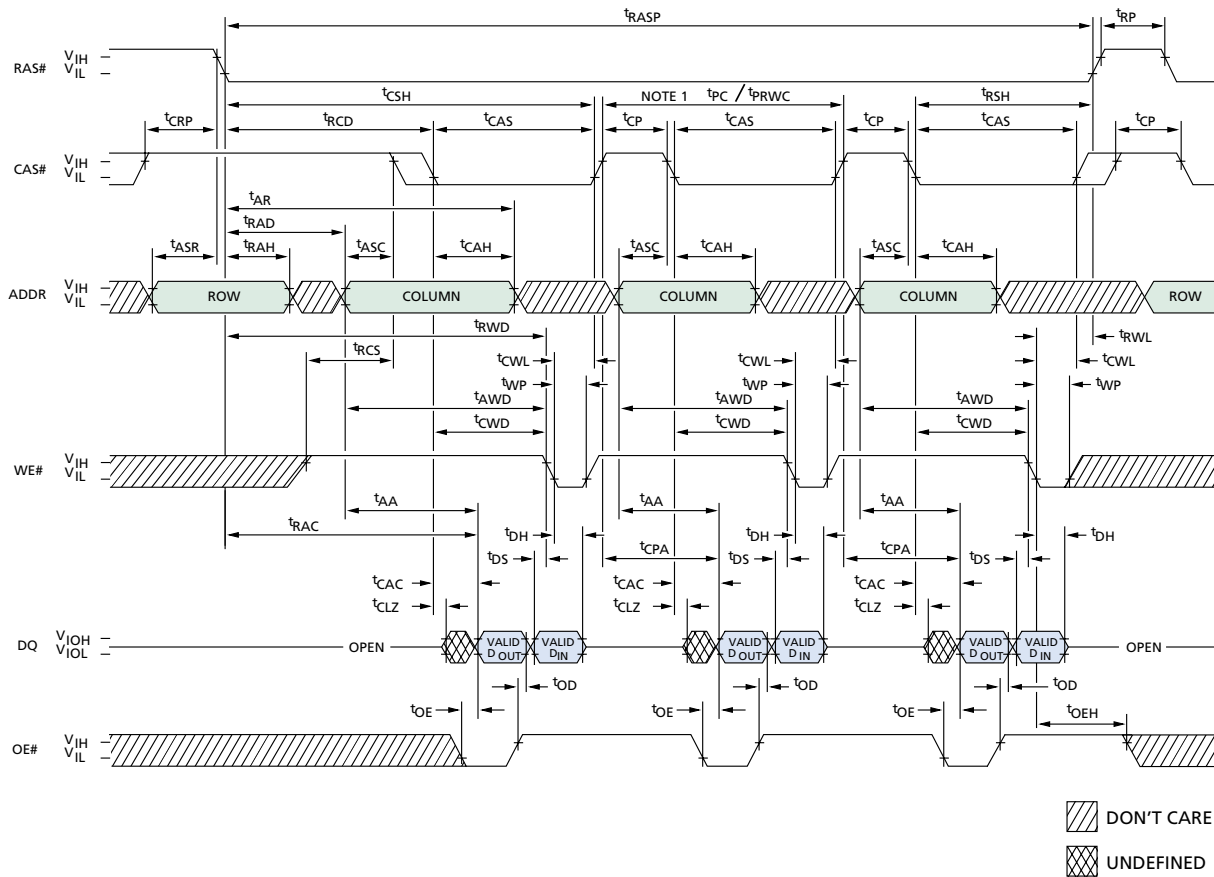 tRASP tRP
RAS# VIH VIL
tCSH NOTE 1 tPC / tPRWC tRSH
tCRP tRCD tCAS tCP tCAS tCP tCAS tCP
CAS# VIH VIL
tAR
tRAD
tASR tRAH tASC tCAH tASC tCAH tASC tCAH
ADDR VIH VIL ROW COLUMN COLUMN COLUMN ROW
tRWD tRWL
tRCS tCWL tCWL tCWL
tWP tWP tWP
tAWD tAWD tAWD
tCWD tCWD tCWD
WE# VIH VIL
tAA tAA tAA
tRAC tDH tDH tDH
tDS tCPA tDS tCPA tDS
tCAC tCAC tCAC
tCLZ tCLZ tCLZ
DQ VIOH VIOL OPEN VALID DOUT VALID DIN VALID DOUT VALID DIN VALID DOUT VALID DIN OPEN
tOD tOD tOD
tOE tOE tOE tOEH
OE# VIH VIL
DON'T CARE
UNDEFINED